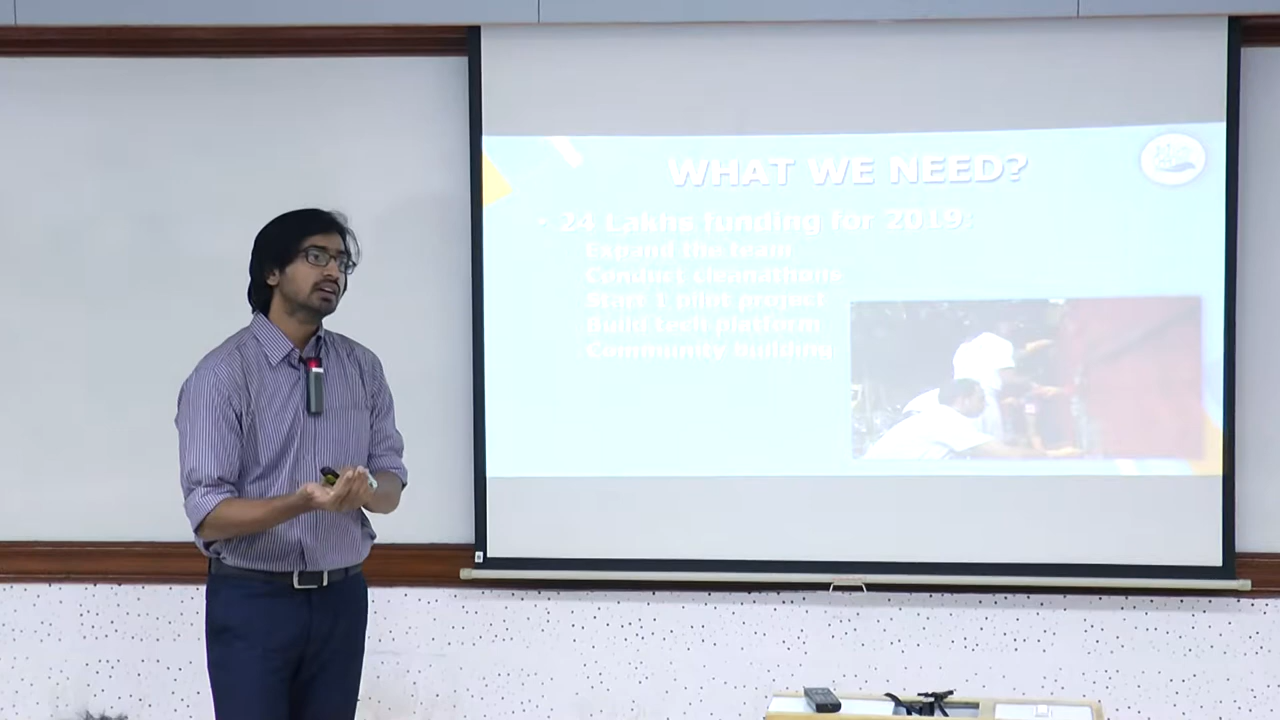 WHAT WE NEED?
• 24 Lakhs funding for 2019:
Expand the team
Conduct cleanathons
Start 1 pilot project
Build tech platform
Community Building